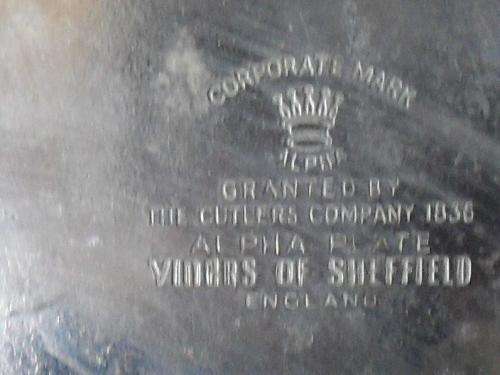 CORPORATE MARK
ALPHA
GRANTED BY
THE CUTLERS COMPANY 1836
ALPHA PLATE
VINERS OF SHEFFIELD
ENGLAND